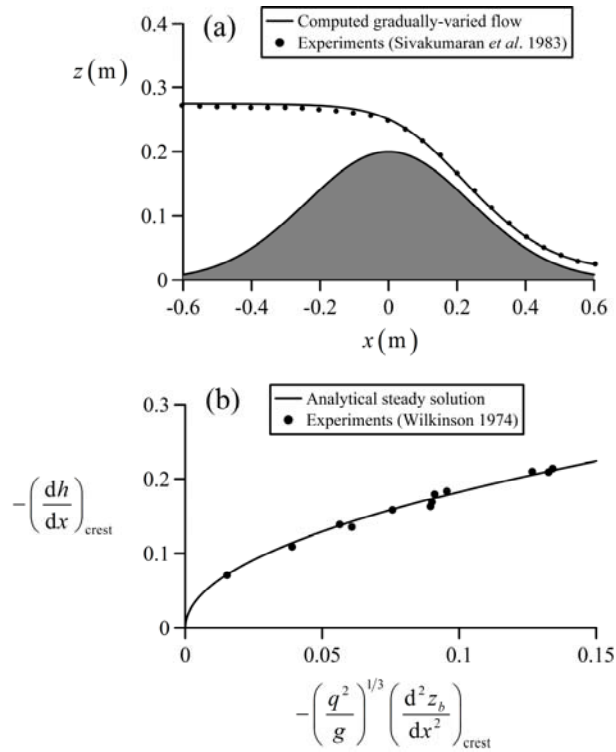 (a)
Computed gradually-varied flow
Experiments (Sivakumaran et al. 1983)
z(m)
0.4
0.3
0.2
0.1
0
-0.6 -0.4 -0.2 0 0.2 0.4 0.6
x(m)
(b)
Analytical steady solution
Experiments (Wilkinson 1974)
0.3
0.2
0.1
0
-(dh/dx)crest
0 0.05 0.1 0.15
-(q²/g)^1/3 (d²z_b/dx²)crest